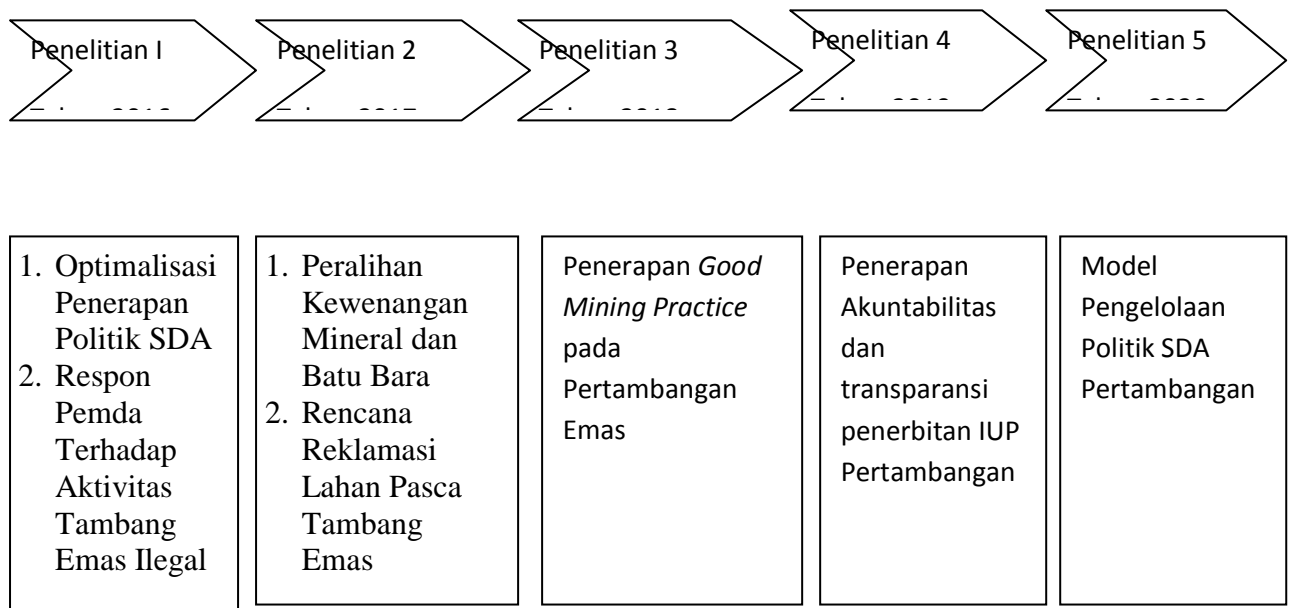 Penelitian I
Penelitian 2
Penelitian 3
Penelitian 4
Penelitian 5
1. Optimalisasi
Penerapan
Politik SDA
2. Respon
Pemda
Terhadap
Aktivitas
Tambang
Emas Ilegal
1. Peralihan
Kewenangan
Mineral dan
Batu Bara
2. Rencana
Reklamasi
Lahan Pasca
Tambang
Emas
Penerapan Good
Mining Practice
pada
Pertambangan
Emas
Penerapan
Akuntabilitas
dan
transparansi
penerbitan IUP
Pertambangan
Model
Pengelolaan
Politik SDA
Pertambangan